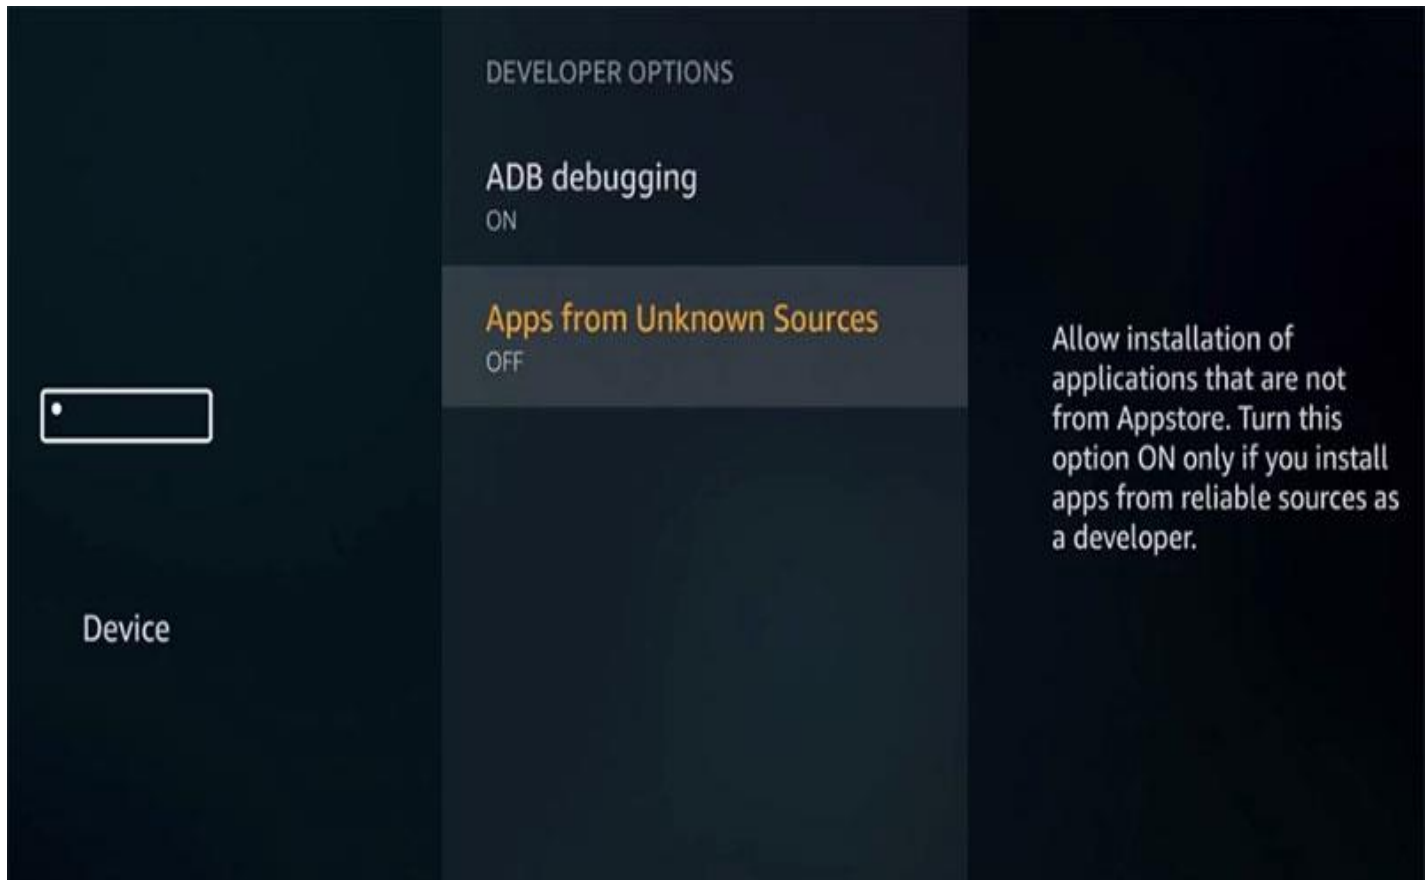 DEVELOPER OPTIONS
ADB debugging
ON
Apps from Unknown Sources
OFF
Device
Allow installation of
applications that are not
from Appstore. Turn this
option ON only if you install
apps from reliable sources as
a developer.